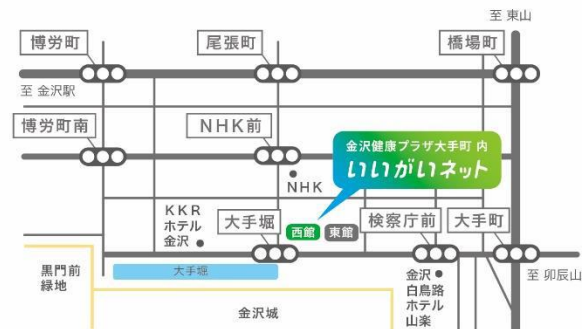 至 東山
博労町
尾張町
橋場町
至 金沢駅
博労町南
NHK前
金沢健康プラザ大手町 内
いいがいネット
NHK
KKR
ホテル
金沢
大手堀
西館
東館
検察庁前
大手町
黒門前
緑地
大手堀
金沢
白鳥路
ホテル
山楽
至 卯辰山
金沢城